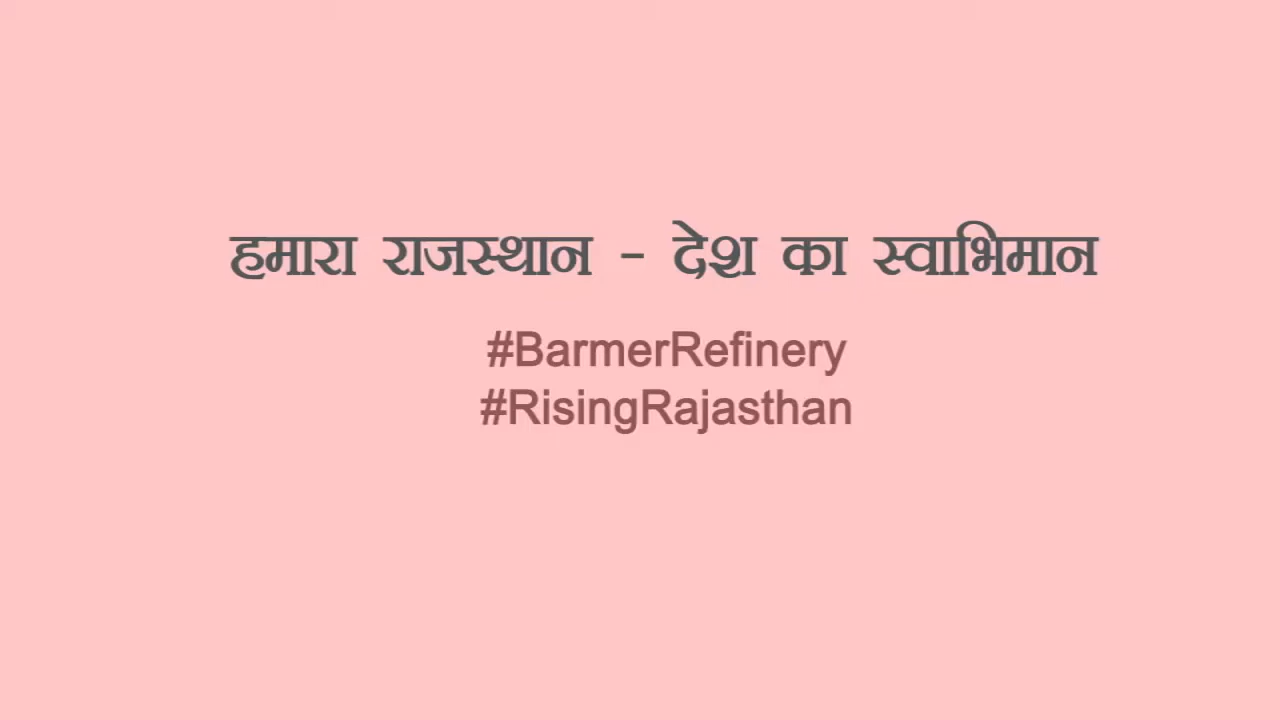 हमारा राजस्थान - देश का स्वाभिमान
#BarmerRefinery
#RisingRajasthan